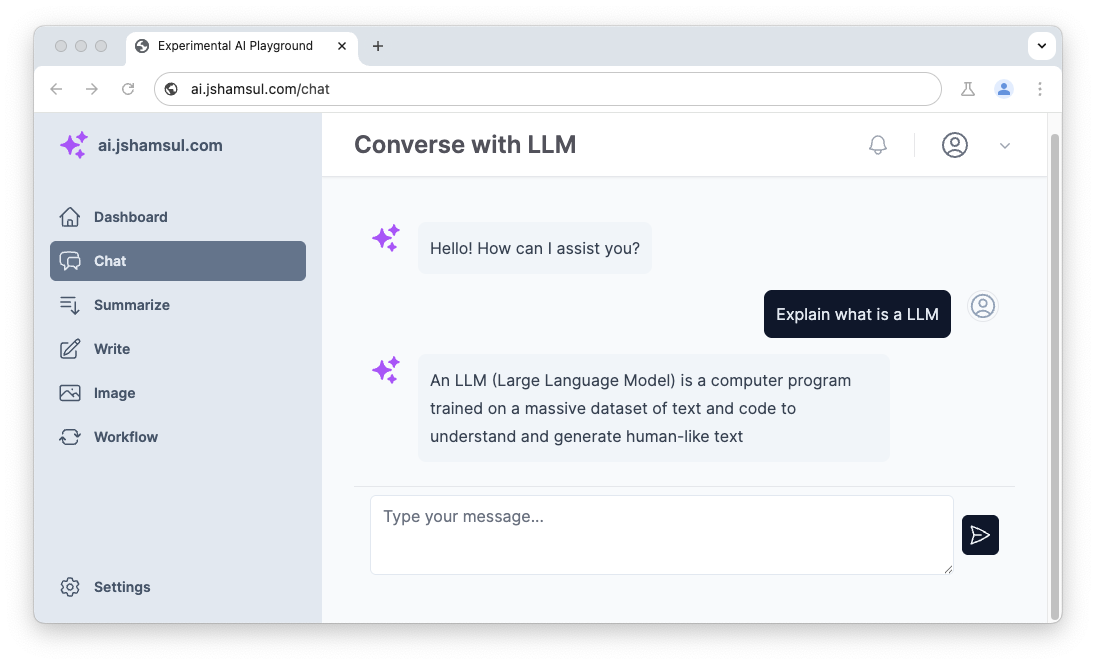 Experimental AI Playground
ai.jshamsul.com/chat
ai.jshamsul.com
Dashboard
Chat
Summarize
Write
Image
Workflow
Settings
Converse with LLM
Hello! How can I assist you?
Explain what is a LLM
An LLM (Large Language Model) is a computer program
trained on a massive dataset of text and code to
understand and generate human-like text
Type your message...